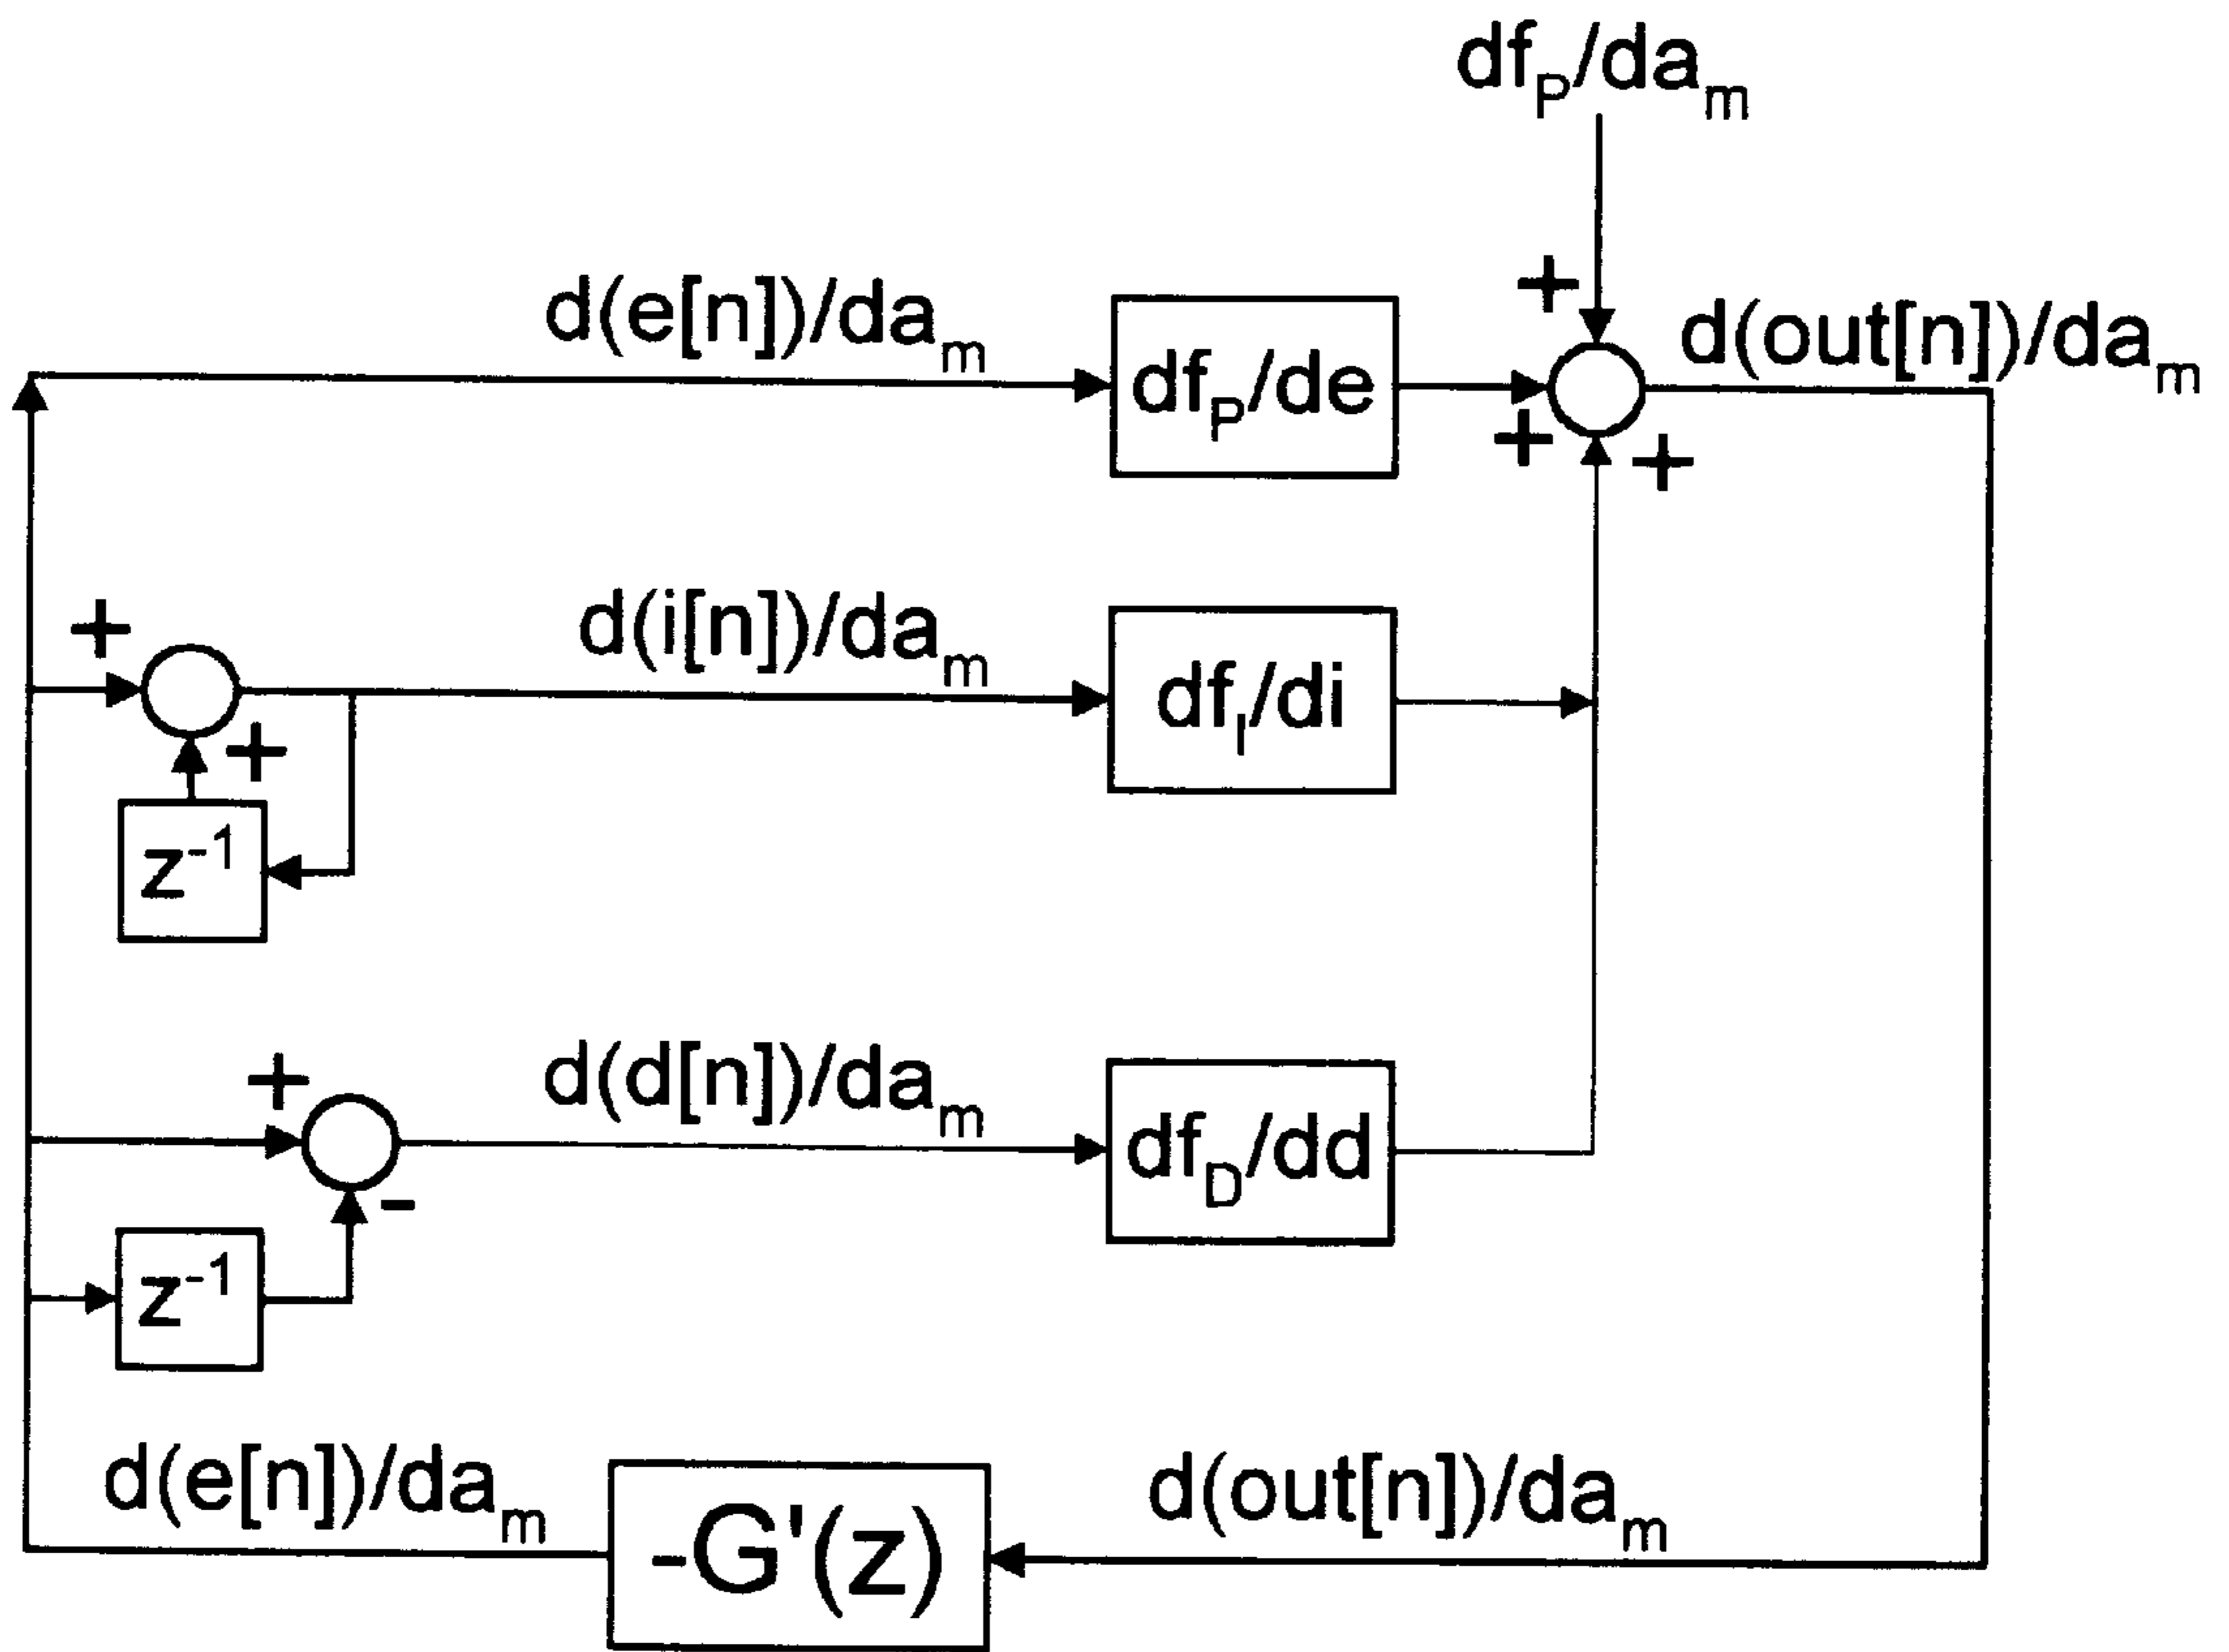 df_P/da_m
+
d(e[n])/da_m
df_P/de
d(out[n])/da_m
+
+
+
d(i[n])/da_m
df_I/di
+
z^-1
+
d(d[n])/da_m
df_D/dd
-
z^-1
d(e[n])/da_m
-G'(z)
d(out[n])/da_m